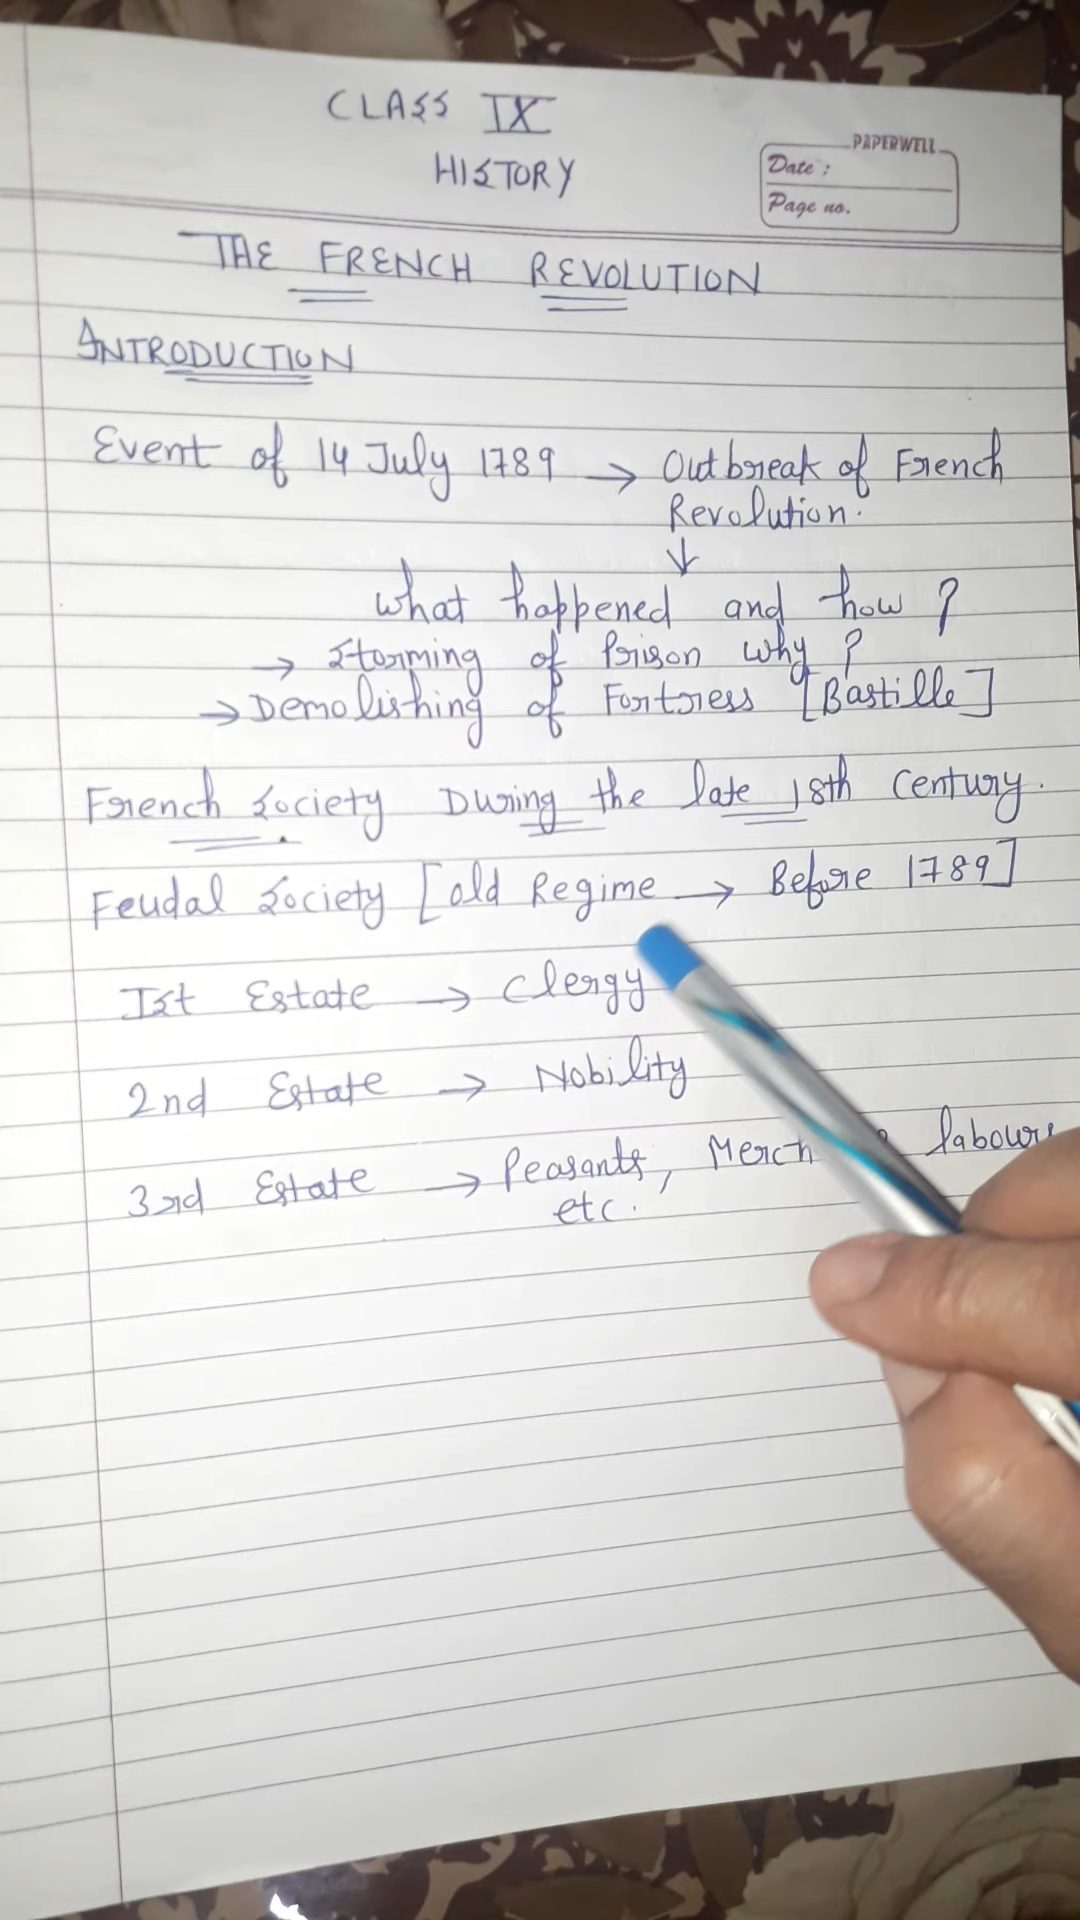 CLASS IX
HISTORY
PAPERWELL
Date :
Page no.
THE FRENCH REVOLUTION
INTRODUCTION
Event of 14 July 1789 → Outbreak of French
Revolution.
↓
what happened and how ?
→ Storming of Prison why ?
→ Demolishing of Fortress [Bastille]
French Society During the late 18th century.
Feudal Society [old Regime → Before 1789]
Ist Estate → Clergy
2nd Estate → Nobility
3rd Estate → Peasants, labours
etc.